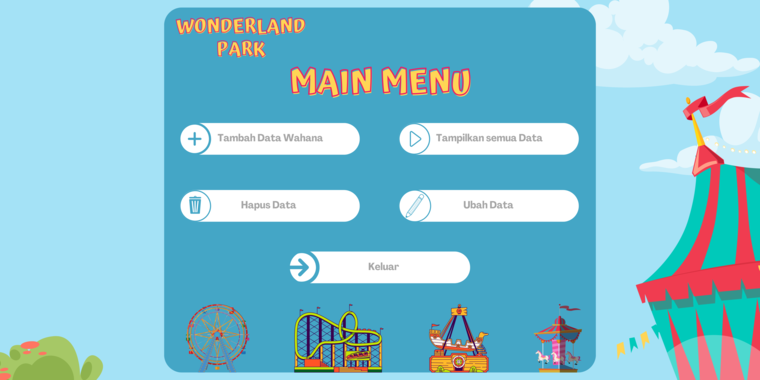 WONDERLAND
PARK
MAIN MENU
Tambah Data Wahana
Tampilkan semua Data
Hapus Data
Ubah Data
Keluar